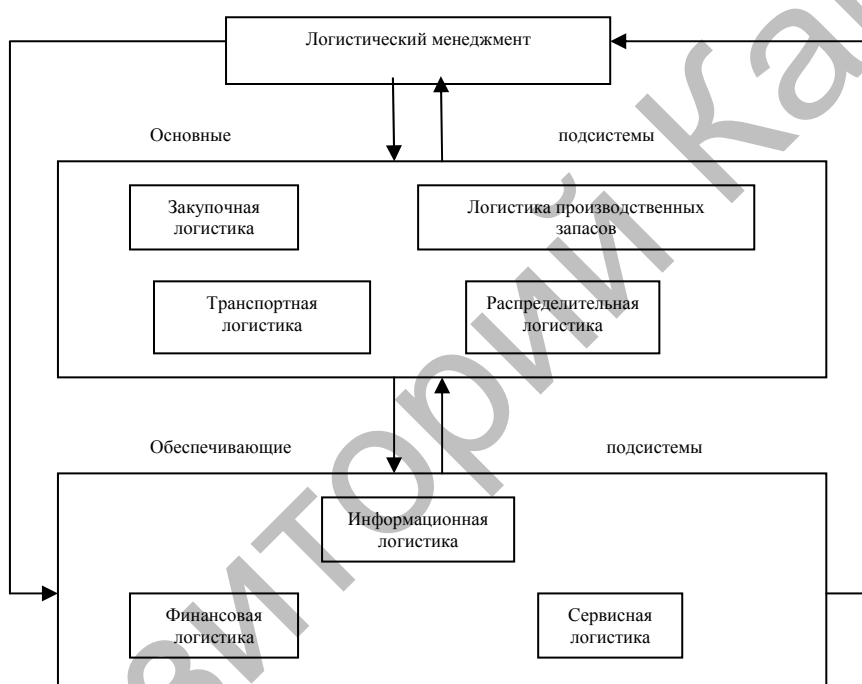 Логистический менеджмент
Основные подсистемы
Закупочная
логистика
Логистика производственных
запасов
Транспортная
логистика
Распределительная
логистика
Обеспечивающие подсистемы
Информационная
логистика
Финансовая
логистика
Сервисная
логистика